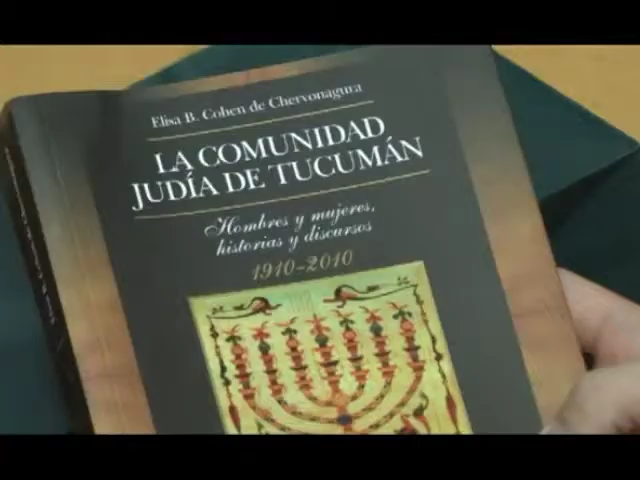 Elisa B. Cohen de Chervonagura
LA COMUNIDAD
JUDÍA DE TUCUMÁN
Hombres y mujeres,
historias y discursos
1910-2010